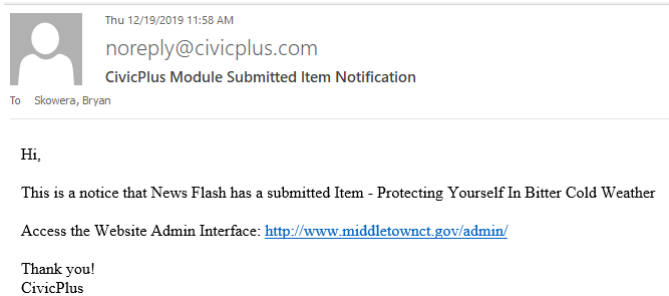 Thu 12/19/2019 11:58 AM
noreply@civicplus.com
CivicPlus Module Submitted Item Notification
To Skowera, Bryan
Hi,
This is a notice that News Flash has a submitted Item - Protecting Yourself In Bitter Cold Weather
Access the Website Admin Interface: http://www.middletownct.gov/admin/
Thank you!
CivicPlus